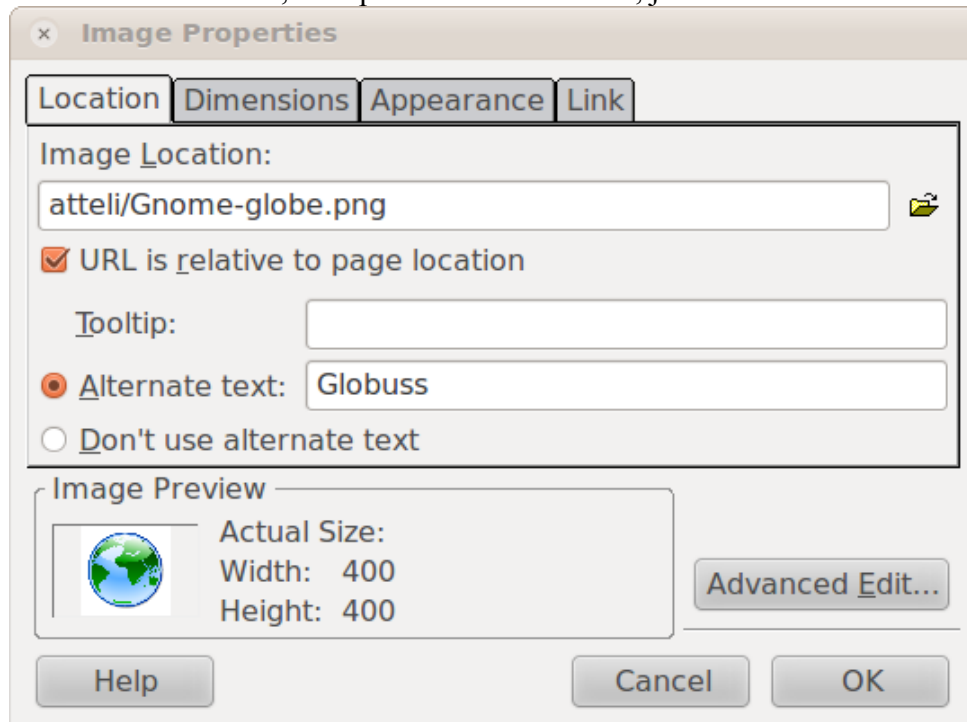 Image Properties
Location Dimensions Appearance Link
Image Location:
atteli/Gnome-globe.png
URL is relative to page location
Tooltip:
Alternate text: Globuss
Don't use alternate text
Image Preview
Actual Size:
Width: 400
Height: 400
Advanced Edit...
Help Cancel OK